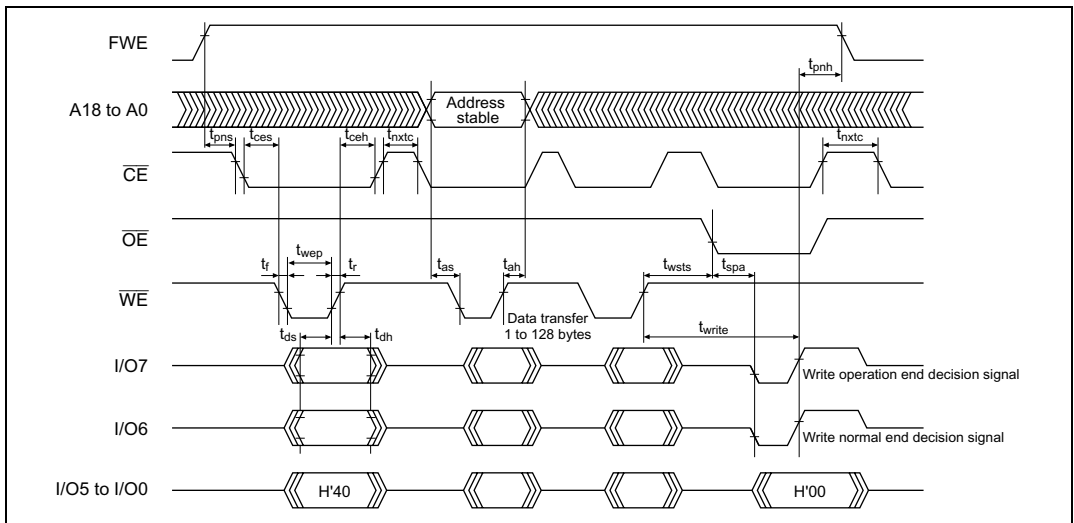 FWE
tpnh
A18 to A0
Address
stable
tpns
tces
tceh
tnxtc
tnxtc
CE
OE
twep
tf
tr
tas
tah
twsts
tspa
WE
Data transfer
1 to 128 bytes
twrite
tds
tdh
I/O7
Write operation end decision signal
I/O6
Write normal end decision signal
I/O5 to I/O0
H'40
H'00